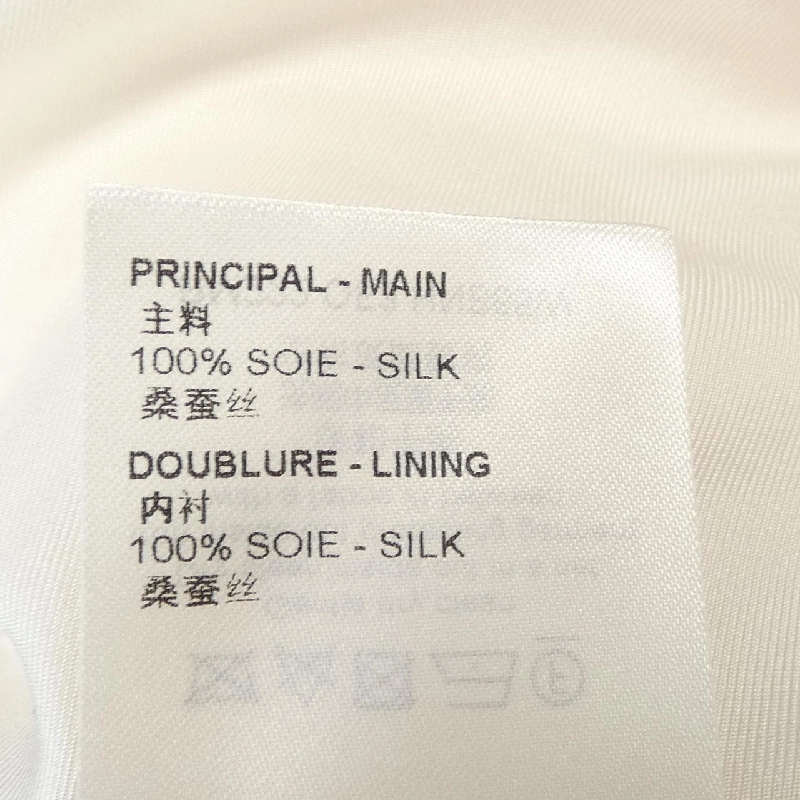 PRINCIPAL - MAIN
主料
100% SOIE - SILK
桑蚕丝
DOUBLURE - LINING
内衬
100% SOIE - SILK
桑蚕丝